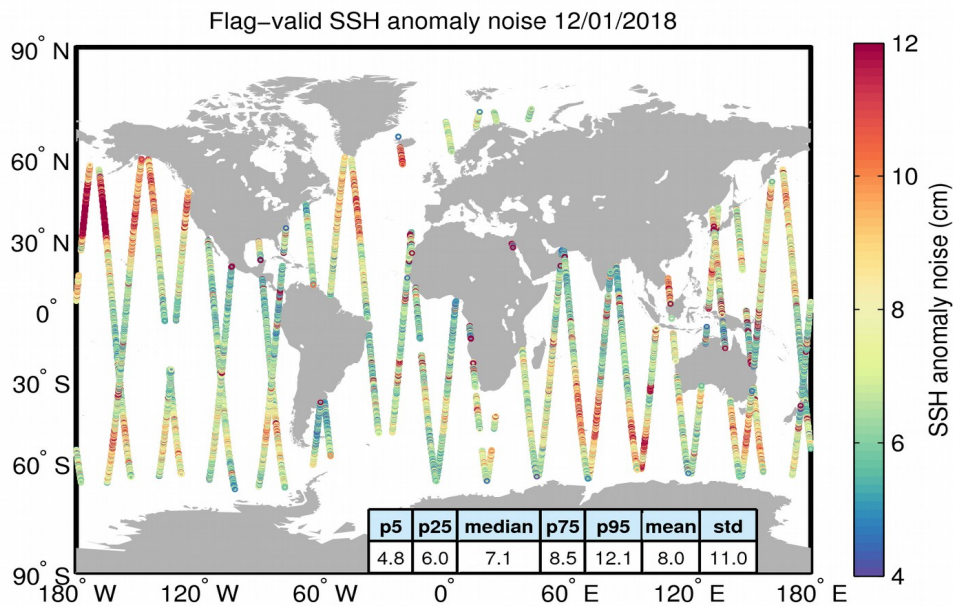 Flag−valid SSH anomaly noise 12/01/2018
90° N
60° N
30° N
0°
30° S
60° S
90° S
180° W 120° W 60° W 0° 60° E 120° E 180° E
p5 p25 median p75 p95 mean std
4.8 6.0 7.1 8.5 12.1 8.0 11.0
12
10
8
6
4
SSH anomaly noise (cm)